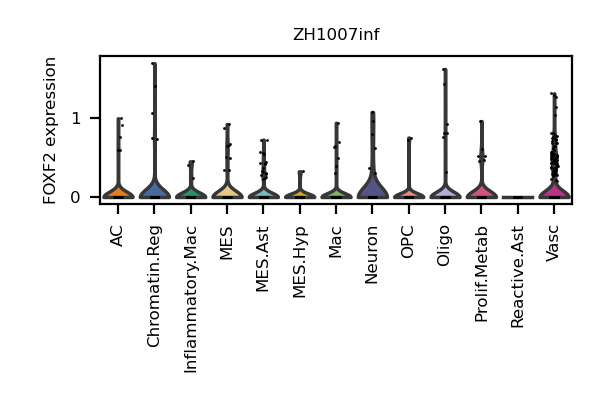 ZH1007inf
FOXF2 expression
1
0
AC
Chromatin.Reg
Inflammatory.Mac
MES
MES.Ast
MES.Hyp
Mac
Neuron
OPC
Oligo
Prolif.Metab
Reactive.Ast
Vasc